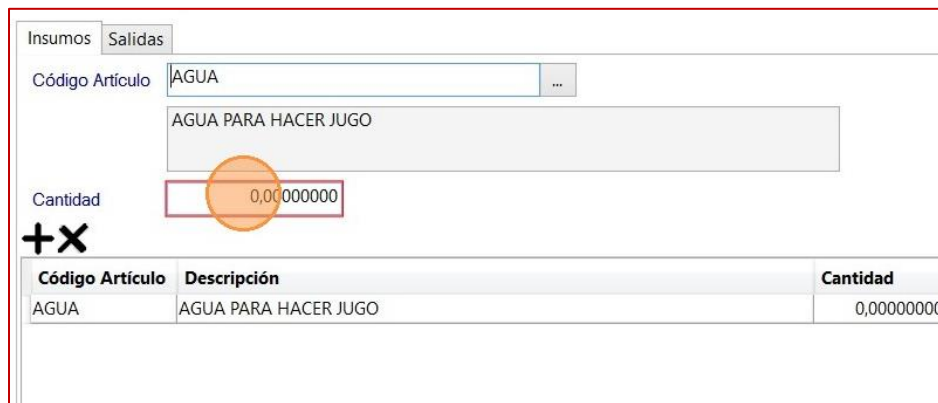 Insumos Salidas
Código Artículo AGUA ...
AGUA PARA HACER JUGO
Cantidad 0,00000000
Código Artículo Descripción Cantidad
AGUA AGUA PARA HACER JUGO 0,00000000